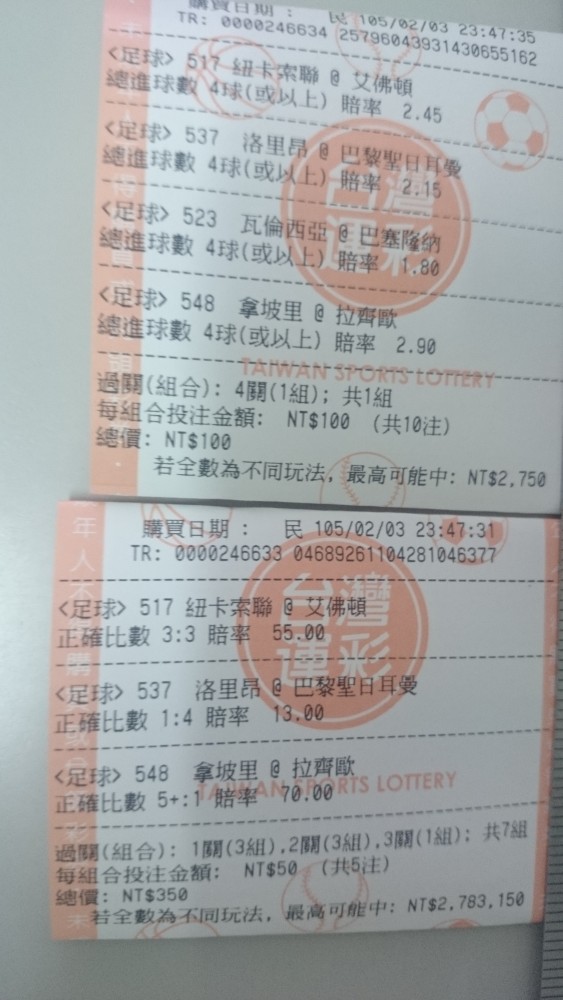 購買日期： 民 105/02/03 23:47:35
TR: 0000246634 25796043931430655162
<足球> 517 紐卡索聯 @ 艾佛頓
總進球數 4球(或以上) 賠率 2.45
<足球> 537 洛里昂 @ 巴黎聖日耳曼
總進球數 4球(或以上) 賠率 2.15
<足球> 523 瓦倫西亞 @ 巴塞隆納
總進球數 4球(或以上) 賠率 1.80
<足球> 548 拿坡里 @ 拉齊歐
總進球數 4球(或以上) 賠率 2.90
台灣
運彩
TAIWAN SPORTS LOTTERY
過關(組合): 4關(1組); 共1組
每組合投注金額: NT$100 (共10注)
總價: NT$100
若全數為不同玩法, 最高可能中: NT$2,750
購買日期： 民 105/02/03 23:47:31
TR: 0000246633 04689261104281046377
<足球> 517 紐卡索聯 @ 艾佛頓
正確比數 3:3 賠率 55.00
<足球> 537 洛里昂 @ 巴黎聖日耳曼
正確比數 1:4 賠率 13.00
<足球> 548 拿坡里 @ 拉齊歐
正確比數 5+:1 賠率 70.00
台灣
運彩
TAIWAN SPORTS LOTTERY
過關(組合): 1關(3組),2關(3組),3關(1組); 共7組
每組合投注金額: NT$50 (共5注)
總價: NT$350
若全數為不同玩法, 最高可能中: NT$2,783,150